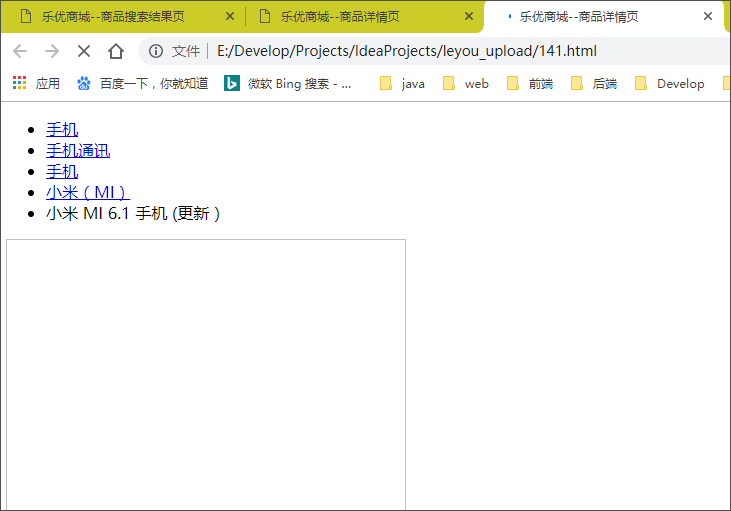 乐优商城--商品搜索结果页
乐优商城--商品详情页
乐优商城--商品详情页
文件 E:/Develop/Projects/IdeaProjects/leyou_upload/141.html
应用 百度一下，你就知道 微软 Bing 搜索 - ... java web 前端 后端 Develop
手机
手机通讯
手机
小米（MI）
小米 MI 6.1 手机 (更新 )